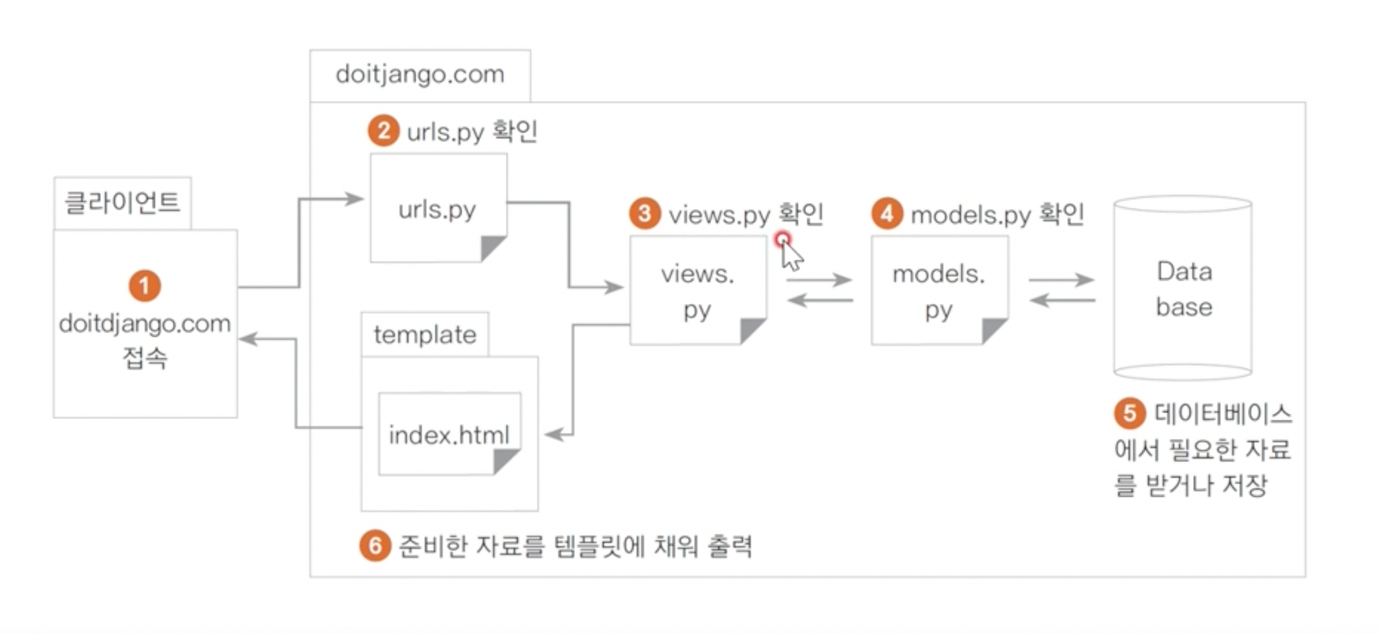 doitjango.com
2 urls.py 확인
urls.py
클라이언트
1
doitdjango.com
접속
3 views.py 확인
views.
py
4 models.py 확인
models.
py
Data
base
5 데이터베이스
에서 필요한 자료
를 받거나 저장
template
index.html
6 준비한 자료를 템플릿에 채워 출력